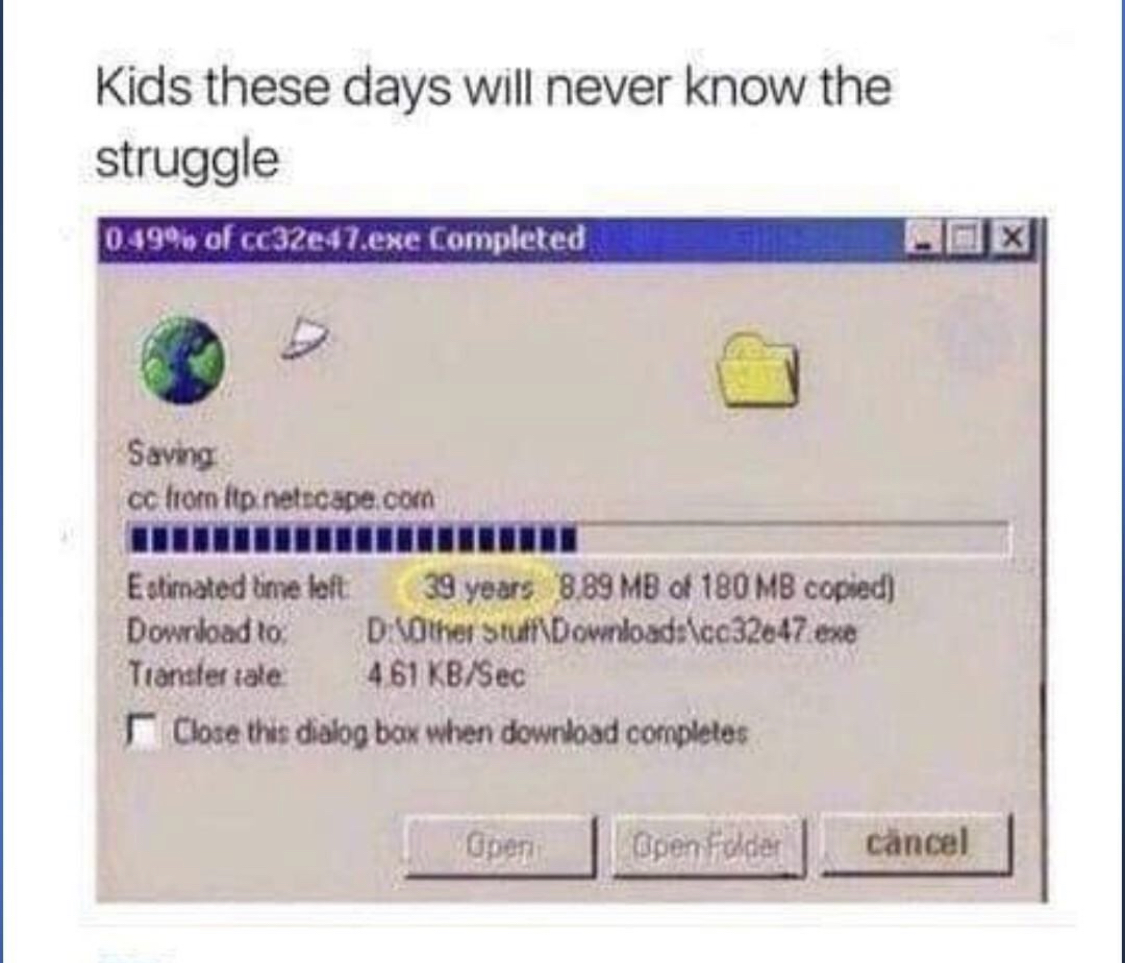 Kids these days will never know the
struggle
0.49% of cc32e47.exe Completed
Saving:
cc from ftp.netscape.com
Estimated time left: 39 years 8.89 MB of 180 MB copied)
Download to: D:\Other Stuff\Downloads\cc32e47.exe
Transfer rate: 4.61 KB/Sec
Close this dialog box when download completes
Open Open Folder cancel